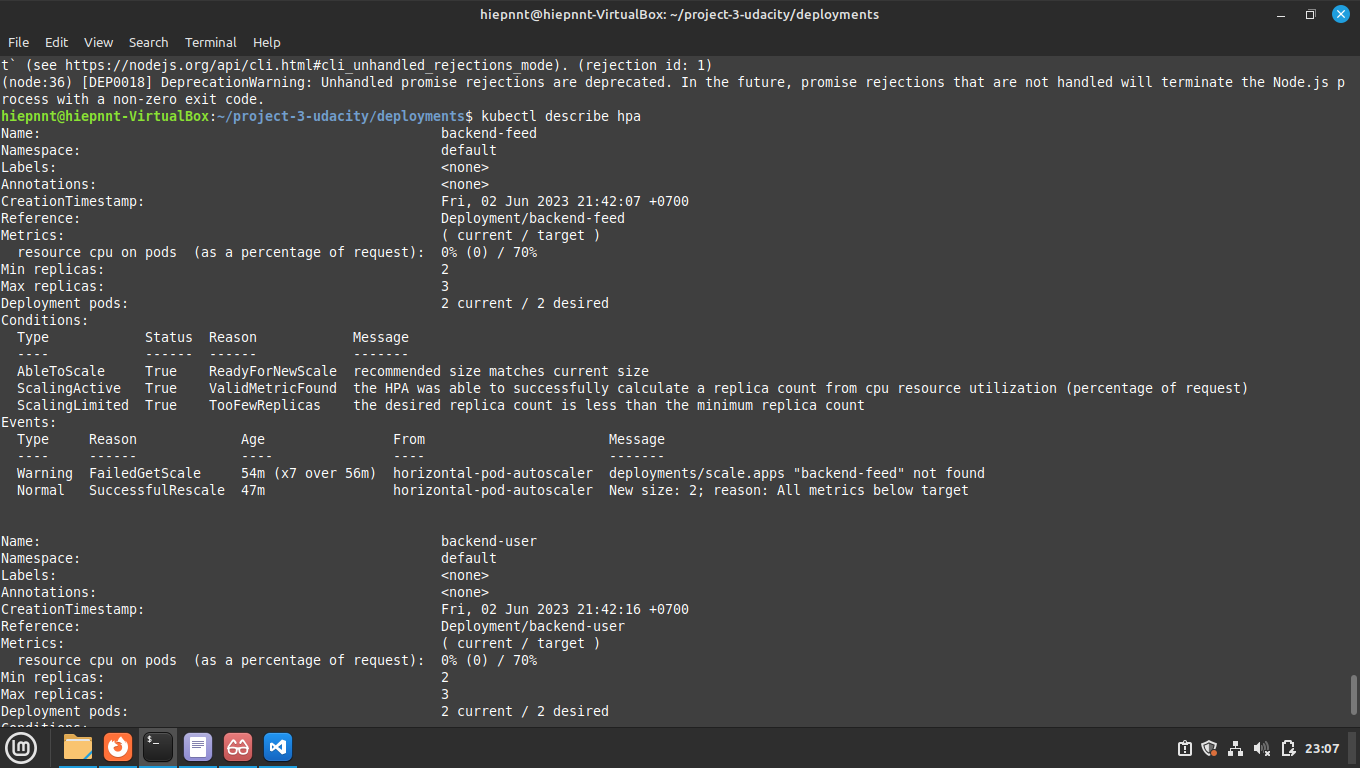 hiepnnt@hiepnnt-VirtualBox: ~/project-3-udacity/deployments
File Edit View Search Terminal Help
t` (see https://nodejs.org/api/cli.html#cli_unhandled_rejections_mode). (rejection id: 1)
(node:36) [DEP0018] DeprecationWarning: Unhandled promise rejections are deprecated. In the future, promise rejections that are not handled will terminate the Node.js p
rocess with a non-zero exit code.
hiepnnt@hiepnnt-VirtualBox:~/project-3-udacity/deployments$ kubectl describe hpa
Name: backend-feed
Namespace: default
Labels: <none>
Annotations: <none>
CreationTimestamp: Fri, 02 Jun 2023 21:42:07 +0700
Reference: Deployment/backend-feed
Metrics: ( current / target )
resource cpu on pods (as a percentage of request): 0% (0) / 70%
Min replicas: 2
Max replicas: 3
Deployment pods: 2 current / 2 desired
Conditions:
Type Status Reason Message
---- ------ ------ -------
AbleToScale True ReadyForNewScale recommended size matches current size
ScalingActive True ValidMetricFound the HPA was able to successfully calculate a replica count from cpu resource utilization (percentage of request)
ScalingLimited True TooFewReplicas the desired replica count is less than the minimum replica count
Events:
Type Reason Age From Message
---- ------ ---- ---- -------
Warning FailedGetScale 54m (x7 over 56m) horizontal-pod-autoscaler deployments/scale.apps "backend-feed" not found
Normal SuccessfulRescale 47m horizontal-pod-autoscaler New size: 2; reason: All metrics below target
Name: backend-user
Namespace: default
Labels: <none>
Annotations: <none>
CreationTimestamp: Fri, 02 Jun 2023 21:42:16 +0700
Reference: Deployment/backend-user
Metrics: ( current / target )
resource cpu on pods (as a percentage of request): 0% (0) / 70%
Min replicas: 2
Max replicas: 3
Deployment pods: 2 current / 2 desired
Conditions:
23:07